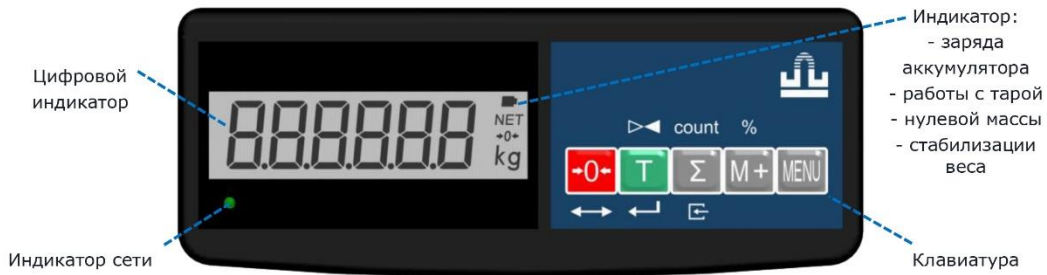 Цифровой
индикатор
Индикатор:
- заряда
аккумулятора
- работы с тарой
- нулевой массы
- стабилизации
веса
888888
NET
→0←
kg
count %
→0← T Σ M+ MENU
Индикатор сети
Клавиатура